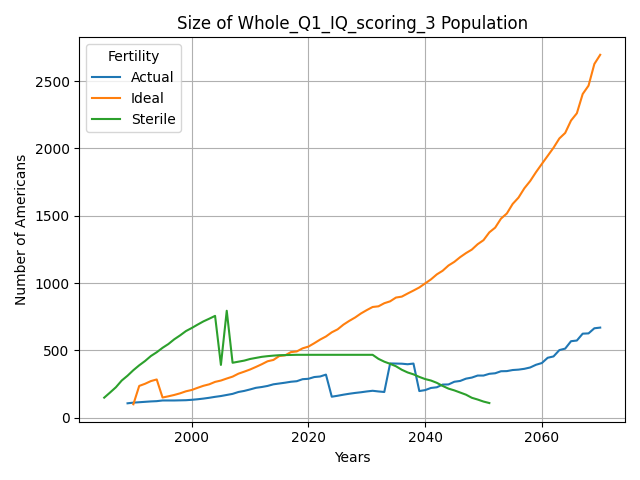 Size of Whole_Q1_IQ_scoring_3 Population
Fertility
Actual
Ideal
Sterile
Number of Americans
2500
2000
1500
1000
500
0
2000
2020
2040
2060
Years